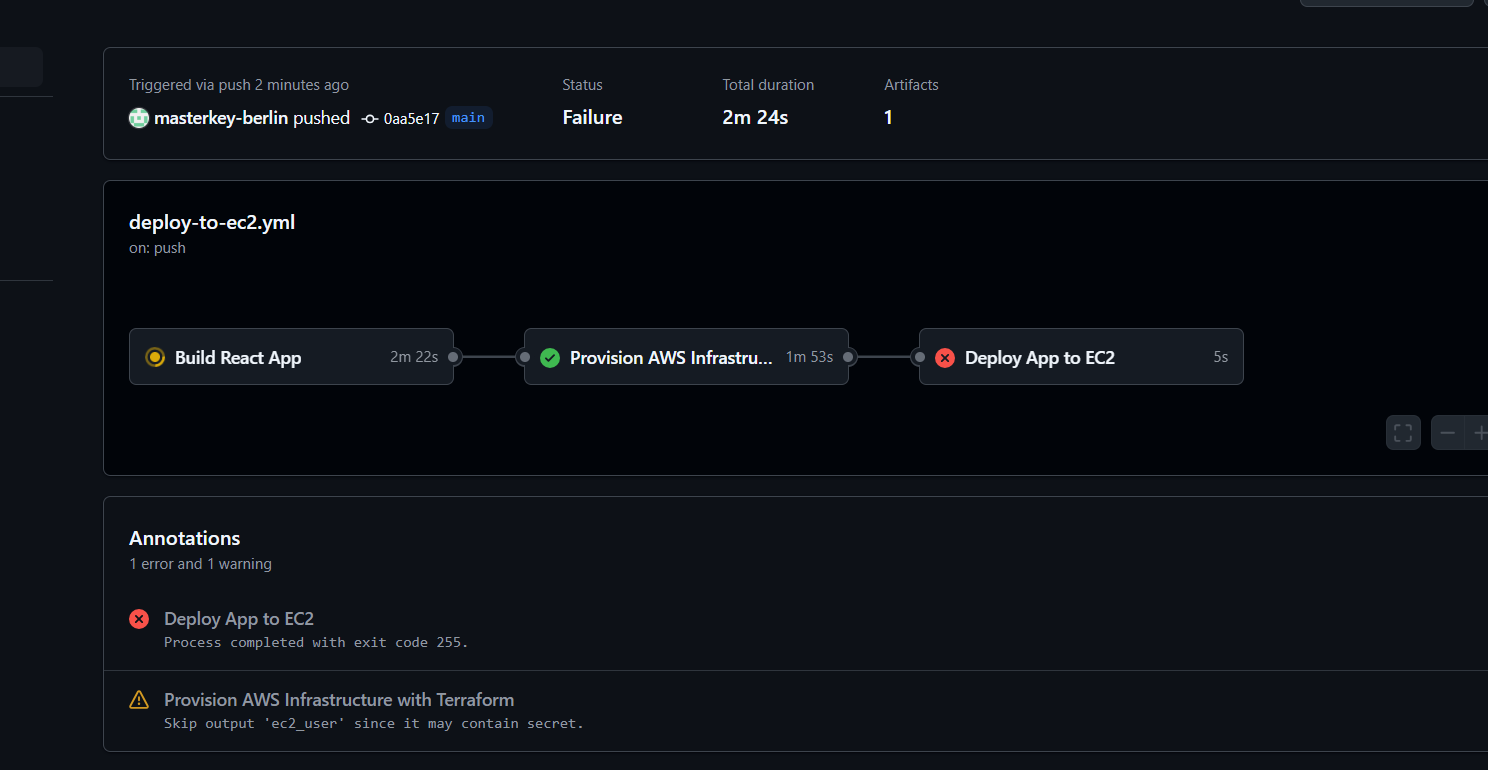 Triggered via push 2 minutes ago
masterkey-berlin pushed 0aa5e17 main
Status
Failure
Total duration
2m 24s
Artifacts
1
deploy-to-ec2.yml
on: push
Build React App 2m 22s
Provision AWS Infrastru... 1m 53s
Deploy App to EC2 5s
Annotations
1 error and 1 warning
Deploy App to EC2
Process completed with exit code 255.
Provision AWS Infrastructure with Terraform
Skip output 'ec2_user' since it may contain secret.